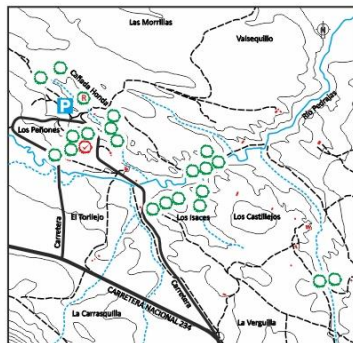 Las Morrillas
Valsequillo
N
Cañada Honda
Río Pedrajas
R
P
Los Peñones
El Torilejo
Los Isaces
Los Castillejos
Carretera
Carretera
CARRETERA NACIONAL 234
La Carrasquilla
La Verguilla